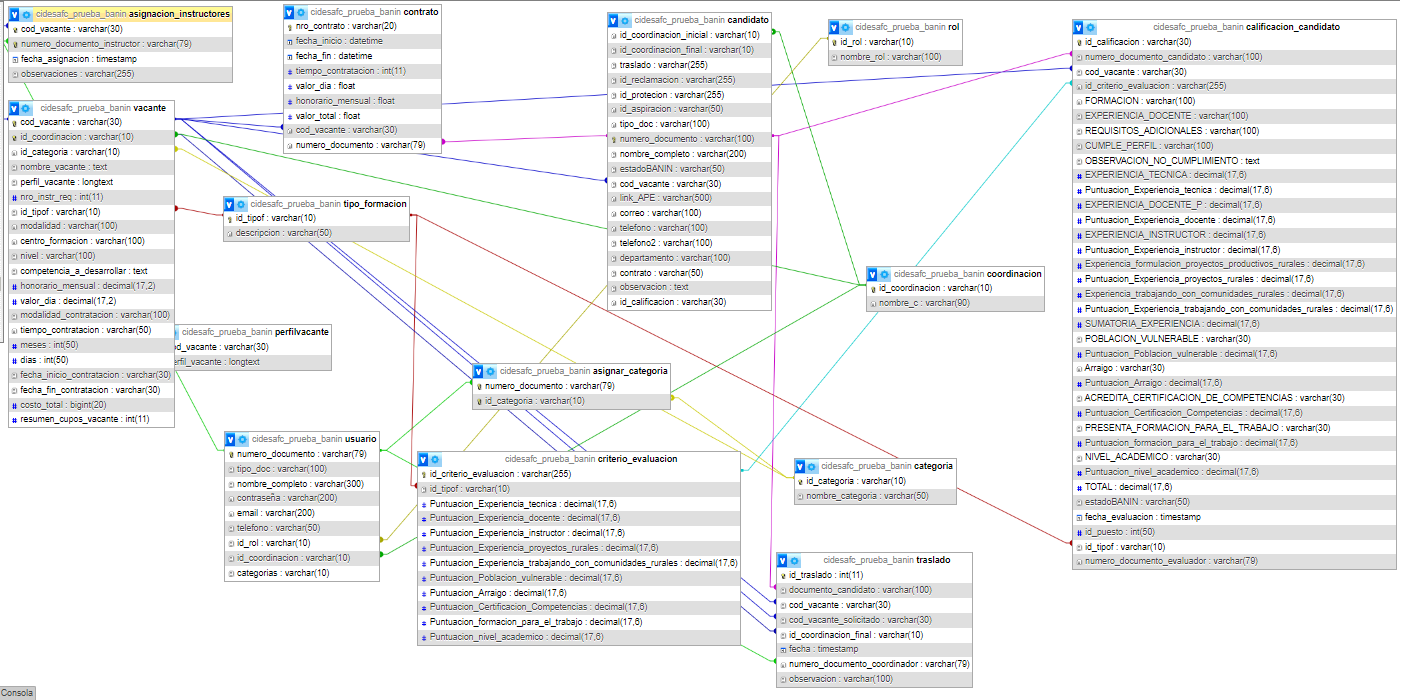 cidesafc_prueba_banin asignacion_instructores
cod_vacante : varchar(30)
numero_documento_instructor : varchar(79)
fecha_asignacion : timestamp
observaciones : varchar(255)
cidesafc_prueba_banin vacante
cod_vacante : varchar(30)
id_coordinacion : varchar(10)
id_categoria : varchar(10)
nombre_vacante : text
perfil_vacante : longtext
nro_instr_req : int(11)
id_tipof : varchar(10)
modalidad : varchar(100)
centro_formacion : varchar(100)
nivel : varchar(100)
competencia_a_desarrollar : text
honorario_mensual : decimal(17,2)
valor_dia : decimal(17,2)
modalidad_contratacion : varchar(100)
tiempo_contratacion : varchar(50)
meses : int(50)
dias : int(50)
fecha_inicio_contratacion : varchar(30)
fecha_fin_contratacion : varchar(30)
costo_total : bigint(20)
resumen_cupos_vacante : int(11)
cidesafc_prueba_banin contrato
nro_contrato : varchar(20)
fecha_inicio : datetime
fecha_fin : datetime
tiempo_contratacion : int(11)
valor_dia : float
honorario_mensual : float
valor_total : float
cod_vacante : varchar(30)
numero_documento : varchar(79)
cidesafc_prueba_banin tipo_formacion
id_tipof : varchar(10)
descripcion : varchar(50)
cidesafc_prueba_banin perfilvacante
od_vacante : varchar(30)
erfil_vacante : longtext
cidesafc_prueba_banin usuario
numero_documento : varchar(79)
tipo_doc : varchar(100)
nombre_completo : varchar(300)
contraseña : varchar(200)
email : varchar(200)
telefono : varchar(50)
id_rol : varchar(10)
id_coordinacion : varchar(10)
categorias : varchar(10)
cidesafc_prueba_banin candidato
id_coordinacion_inicial : varchar(10)
id_coordinacion_final : varchar(10)
traslado : varchar(255)
id_reclamacion : varchar(255)
id_protecion : varchar(255)
id_aspiracion : varchar(50)
tipo_doc : varchar(100)
numero_documento : varchar(100)
nombre_completo : varchar(200)
estadoBANIN : varchar(50)
cod_vacante : varchar(30)
link_APE : varchar(500)
correo : varchar(100)
telefono : varchar(100)
telefono2 : varchar(100)
departamento : varchar(100)
contrato : varchar(50)
observacion : text
id_calificacion : varchar(30)
cidesafc_prueba_banin asignar_categoria
numero_documento : varchar(79)
id_categoria : varchar(10)
cidesafc_prueba_banin criterio_evaluacion
id_criterio_evaluacion : varchar(255)
id_tipof : varchar(10)
Puntuacion_Experiencia_tecnica : decimal(17,6)
Puntuacion_Experiencia_docente : decimal(17,6)
Puntuacion_Experiencia_instructor : decimal(17,6)
Puntuacion_Experiencia_proyectos_rurales : decimal(17,6)
Puntuacion_Experiencia_trabajando_con_comunidades_rurales : decimal(17,6)
Puntuacion_Poblacion_vulnerable : decimal(17,6)
Puntuacion_Arraigo : decimal(17,6)
Puntuacion_Certificacion_Competencias : decimal(17,6)
Puntuacion_formacion_para_el_trabajo : decimal(17,6)
Puntuacion_nivel_academico : decimal(17,6)
cidesafc_prueba_banin rol
id_rol : varchar(10)
nombre_rol : varchar(100)
cidesafc_prueba_banin coordinacion
id_coordinacion : varchar(10)
nombre_c : varchar(90)
cidesafc_prueba_banin categoria
id_categoria : varchar(10)
nombre_categoria : varchar(50)
cidesafc_prueba_banin traslado
id_traslado : int(11)
documento_candidato : varchar(100)
cod_vacante : varchar(30)
cod_vacante_solicitado : varchar(30)
id_coordinacion_final : varchar(10)
fecha : timestamp
numero_documento_coordinador : varchar(79)
observacion : varchar(100)
cidesafc_prueba_banin calificacion_candidato
id_calificacion : varchar(30)
numero_documento_candidato : varchar(100)
cod_vacante : varchar(30)
id_criterio_evaluacion : varchar(255)
FORMACION : varchar(100)
EXPERIENCIA_DOCENTE : varchar(100)
REQUISITOS_ADICIONALES : varchar(100)
CUMPLE_PERFIL : varchar(100)
OBSERVACION_NO_CUMPLIMIENTO : text
EXPERIENCIA_TECNICA : decimal(17,6)
Puntuacion_Experiencia_tecnica : decimal(17,6)
EXPERIENCIA_DOCENTE_P : decimal(17,6)
Puntuacion_Experiencia_docente : decimal(17,6)
EXPERIENCIA_INSTRUCTOR : decimal(17,6)
Puntuacion_Experiencia_instructor : decimal(17,6)
Experiencia_formulacion_proyectos_productivos_rurales : decimal(17,6)
Puntuacion_Experiencia_proyectos_rurales : decimal(17,6)
Experiencia_trabajando_con_comunidades_rurales : decimal(17,6)
Puntuacion_Experiencia_trabajando_con_comunidades_rurales : decimal(17,6)
SUMATORIA_EXPERIENCIA : decimal(17,6)
POBLACION_VULNERABLE : varchar(30)
Puntuacion_Poblacion_vulnerable : decimal(17,6)
Arraigo : varchar(30)
Puntuacion_Arraigo : decimal(17,6)
ACREDITA_CERTIFICACION_DE_COMPETENCIAS : varchar(30)
Puntuacion_Certificacion_Competencias : decimal(17,6)
PRESENTA_FORMACION_PARA_EL_TRABAJO : varchar(30)
Puntuacion_formacion_para_el_trabajo : decimal(17,6)
NIVEL_ACADEMICO : varchar(30)
Puntuacion_nivel_academico : decimal(17,6)
TOTAL : decimal(17,6)
estadoBANIN : varchar(50)
fecha_evaluacion : timestamp
id_puesto : int(50)
id_tipof : varchar(10)
numero_documento_evaluador : varchar(79)
Consola